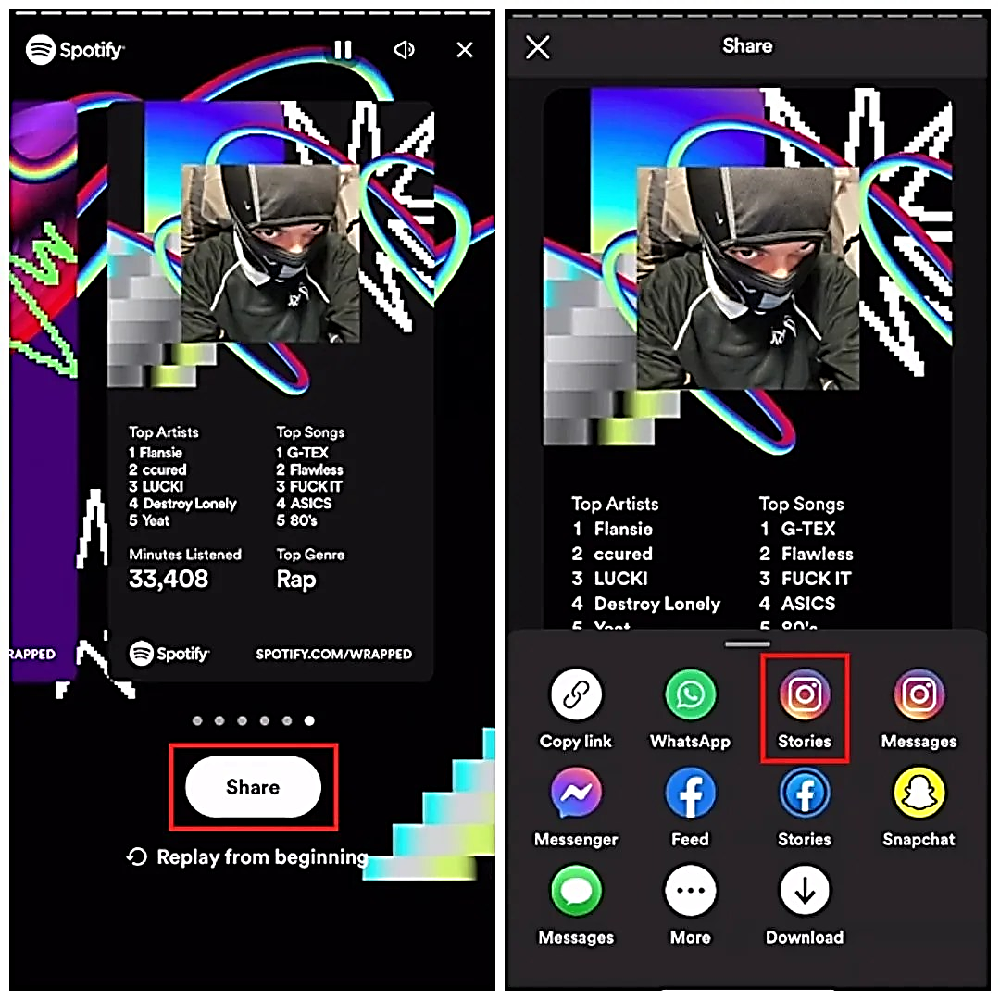 Spotify
Top Artists
1 Flansie
2 ccured
3 LUCKI
4 Destroy Lonely
5 Yeat
Top Songs
1 G-TEX
2 Flawless
3 FUCK IT
4 ASICS
5 80's
Minutes Listened
33,408
Top Genre
Rap
RAPPED
Spotify
SPOTIFY.COM/WRAPPED
Share
Replay from beginning
Share
Top Artists
1 Flansie
2 ccured
3 LUCKI
4 Destroy Lonely
5 Yeat
Top Songs
1 G-TEX
2 Flawless
3 FUCK IT
4 ASICS
5 80's
Copy link
WhatsApp
Stories
Messages
Messenger
Feed
Stories
Snapchat
Messages
More
Download